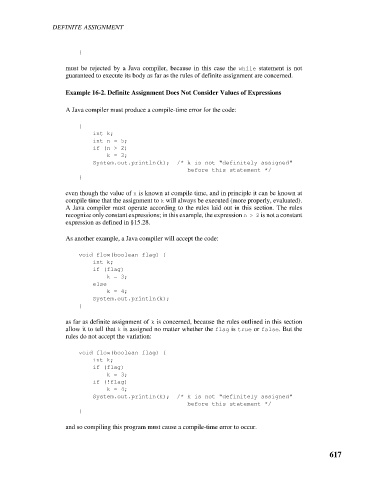 DEFINITE ASSIGNMENT
}
must be rejected by a Java compiler, because in this case the while statement is not
guaranteed to execute its body as far as the rules of definite assignment are concerned.
Example 16-2. Definite Assignment Does Not Consider Values of Expressions
A Java compiler must produce a compile-time error for the code:
{
int k;
int n = 5;
if (n > 2)
k = 3;
System.out.println(k); /* k is not "definitely assigned"
before this statement */
}
even though the value of n is known at compile time, and in principle it can be known at
compile time that the assignment to k will always be executed (more properly, evaluated).
A Java compiler must operate according to the rules laid out in this section. The rules
recognize only constant expressions; in this example, the expression n > 2 is not a constant
expression as defined in §15.28.
As another example, a Java compiler will accept the code:
void flow(boolean flag) {
int k;
if (flag)
k = 3;
else
k = 4;
System.out.println(k);
}
as far as definite assignment of k is concerned, because the rules outlined in this section
allow it to tell that k is assigned no matter whether the flag is true or false. But the
rules do not accept the variation:
void flow(boolean flag) {
int k;
if (flag)
k = 3;
if (!flag)
k = 4;
System.out.println(k); /* k is not "definitely assigned"
before this statement */
}
and so compiling this program must cause a compile-time error to occur.
617